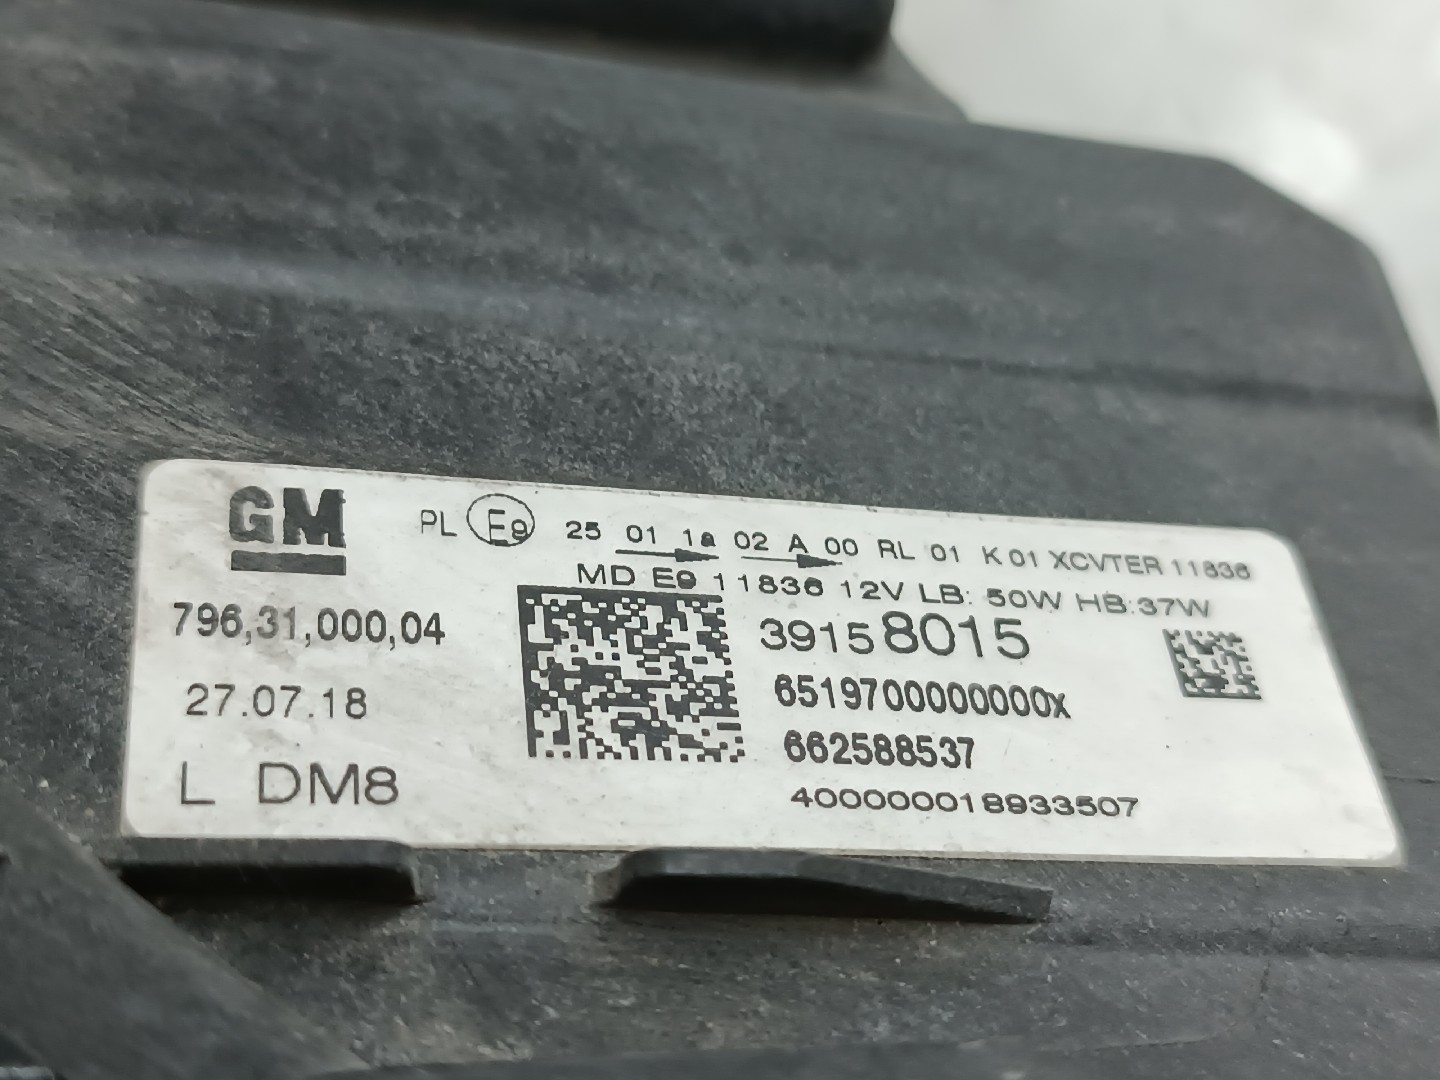 GM
PL E9 25 01 1a 02 A 00 RL 01 K 01 XCVTER 11836
MD E9 11836 12V LB: 50W HB:37W
796,31,000,04
39158015
27.07.18
6519700000000x
662588537
L DM8
400000018933507